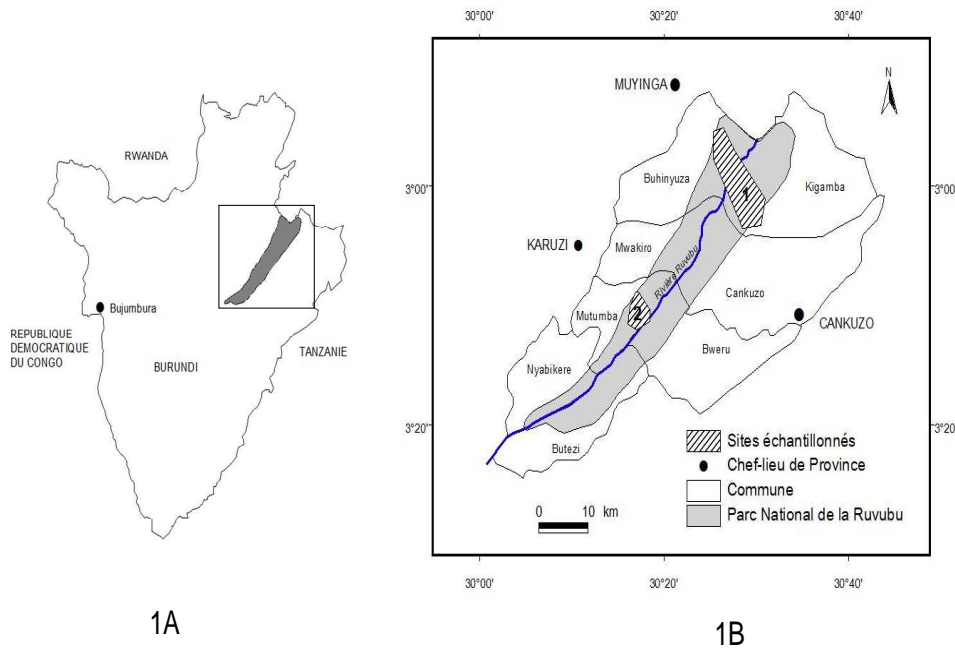 RWANDA
Bujumbura
REPUBLIQUE
DEMOCRATIQUE
DU CONGO
BURUNDI
TANZANIE
1A
30°00'
30°20'
30°40'
N
MUYINGA
3°00'
3°00'
Buhinyuza
1
Kigamba
KARUZI
Mwakiro
Rivière Ruvubu
Cankuzo
Mutumba
2
CANKUZO
Bweru
Nyabikere
3°20'
3°20
Butezi
Sites échantillonnés
Chef-lieu de Province
Commune
Parc National de la Ruvubu
0 10 km
30°00'
30°20'
30°40'
1B